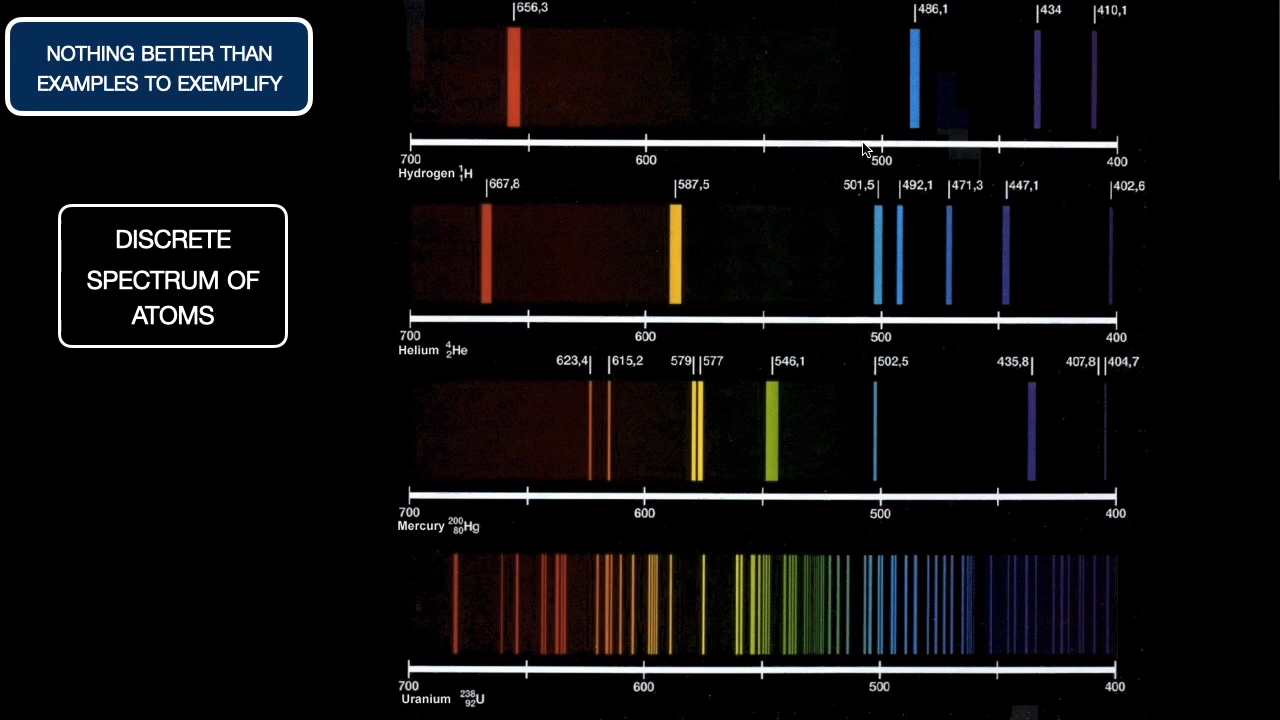 NOTHING BETTER THAN
EXAMPLES TO EXEMPLIFY
DISCRETE
SPECTRUM OF
ATOMS
656,3 486,1 434 410,1
700 600 500 400
Hydrogen ¹₁H
667,8 587,5 501,5 492,1 471,3 447,1 402,6
700 600 500 400
Helium ⁴₂He
623,4 615,2 579 577 546,1 502,5 435,8 407,8 404,7
700 600 500 400
Mercury ²⁰⁰₈₀Hg
700 600 500 400
Uranium ²³⁸₉₂U